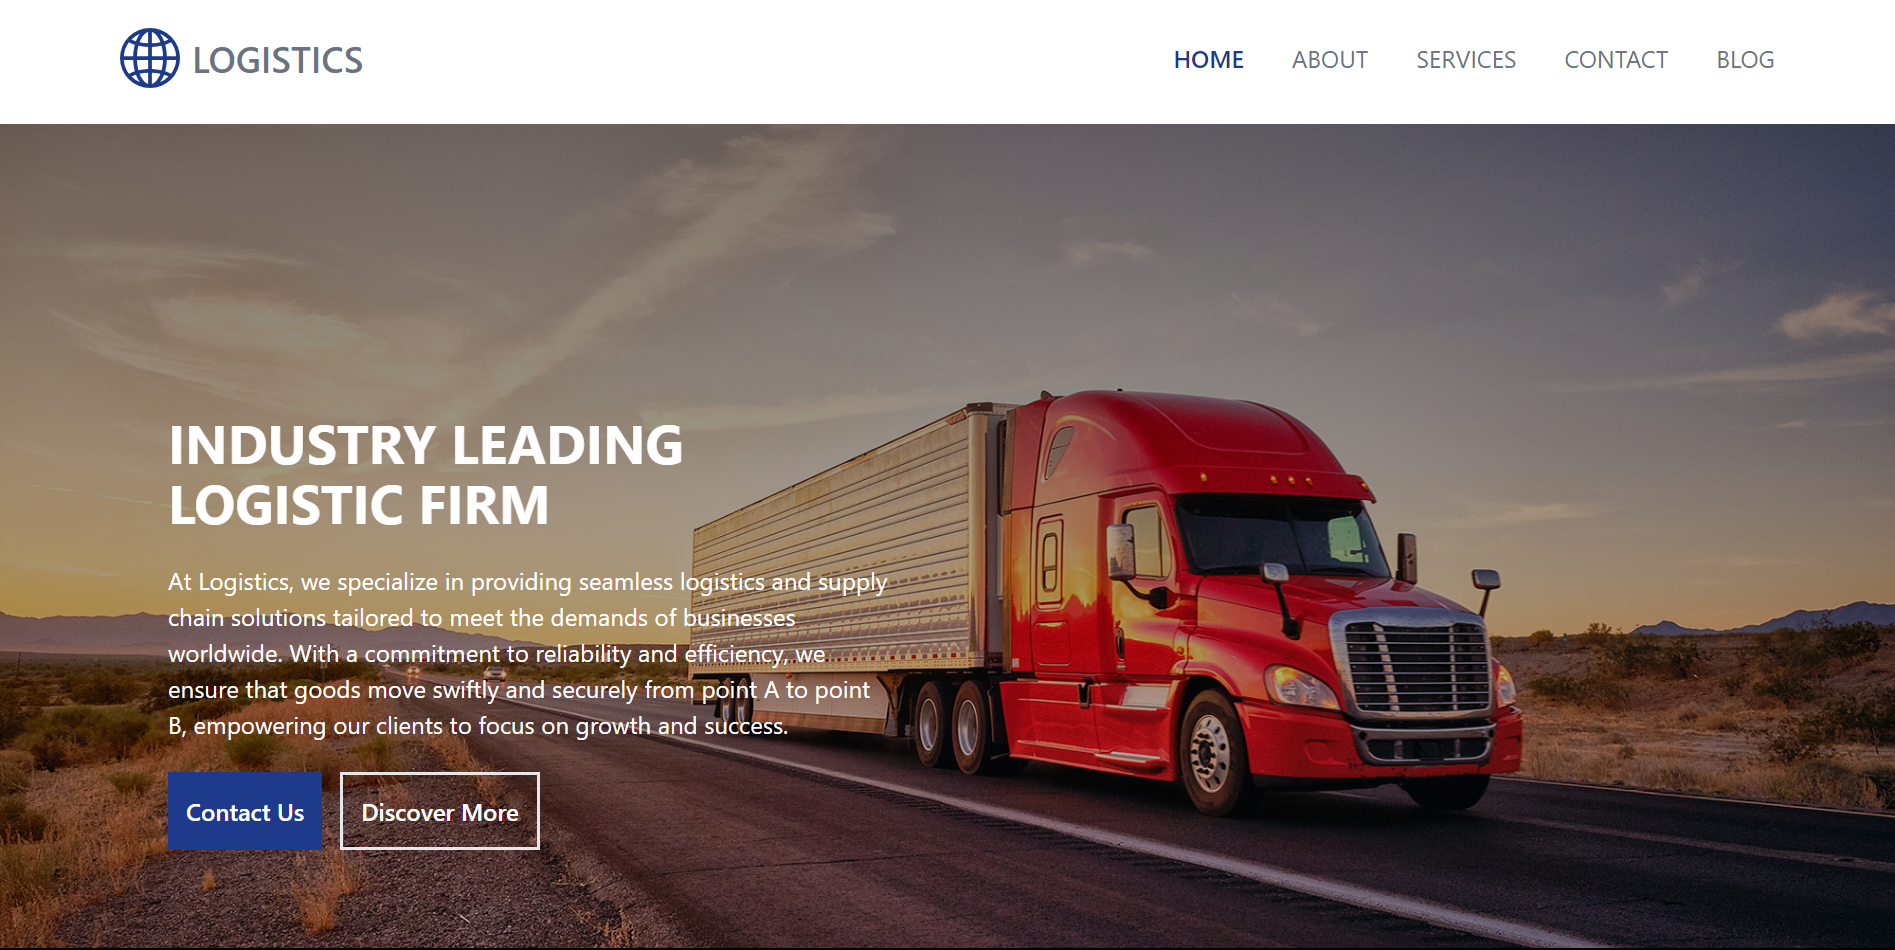 LOGISTICS
HOME
ABOUT
SERVICES
CONTACT
BLOG
INDUSTRY LEADING
LOGISTIC FIRM
At Logistics, we specialize in providing seamless logistics and supply
chain solutions tailored to meet the demands of businesses
worldwide. With a commitment to reliability and efficiency, we
ensure that goods move swiftly and securely from point A to point
B, empowering our clients to focus on growth and success.
Contact Us
Discover More